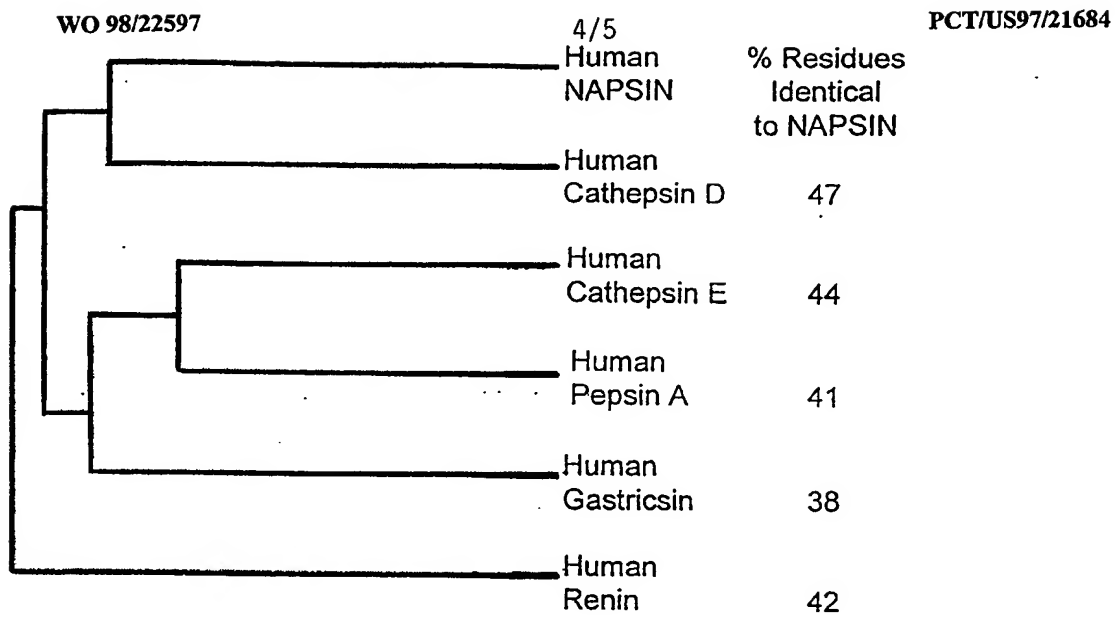 WO 98/22597
4/5
PCT/US97/21684
Human
NAPSIN
% Residues
Identical
to NAPSIN
Human
Cathepsin D 47
Human
Cathepsin E 44
Human
Pepsin A 41
Human
Gastricsin 38
Human
Renin 42